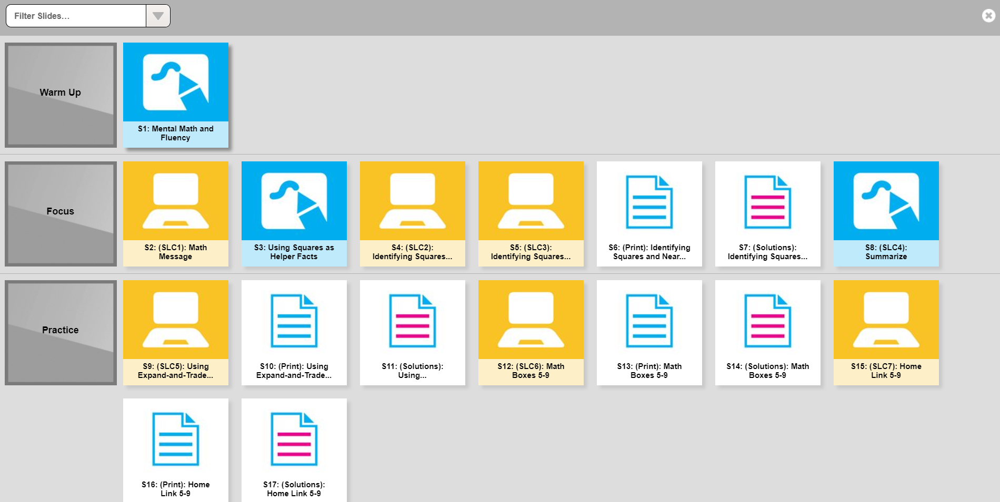 Filter Slides...
Warm Up
S1: Mental Math and
Fluency
Focus
S2: (SLC1): Math
Message
S3: Using Squares as
Helper Facts
S4: (SLC2):
Identifying Squares...
S5: (SLC3):
Identifying Squares...
S6: (Print): Identifying
Squares and Near...
S7: (Solutions):
Identifying Squares...
S8: (SLC4):
Summarize
Practice
S9: (SLC5): Using
Expand-and-Trade...
S10: (Print): Using
Expand-and-Trade...
S11: (Solutions):
Using...
S12: (SLC6): Math
Boxes 5-9
S13: (Print): Math
Boxes 5-9
S14: (Solutions): Math
Boxes 5-9
S15: (SLC7): Home
Link 5-9
S16: (Print): Home
Link 5-9
S17: (Solutions):
Home Link 5-9